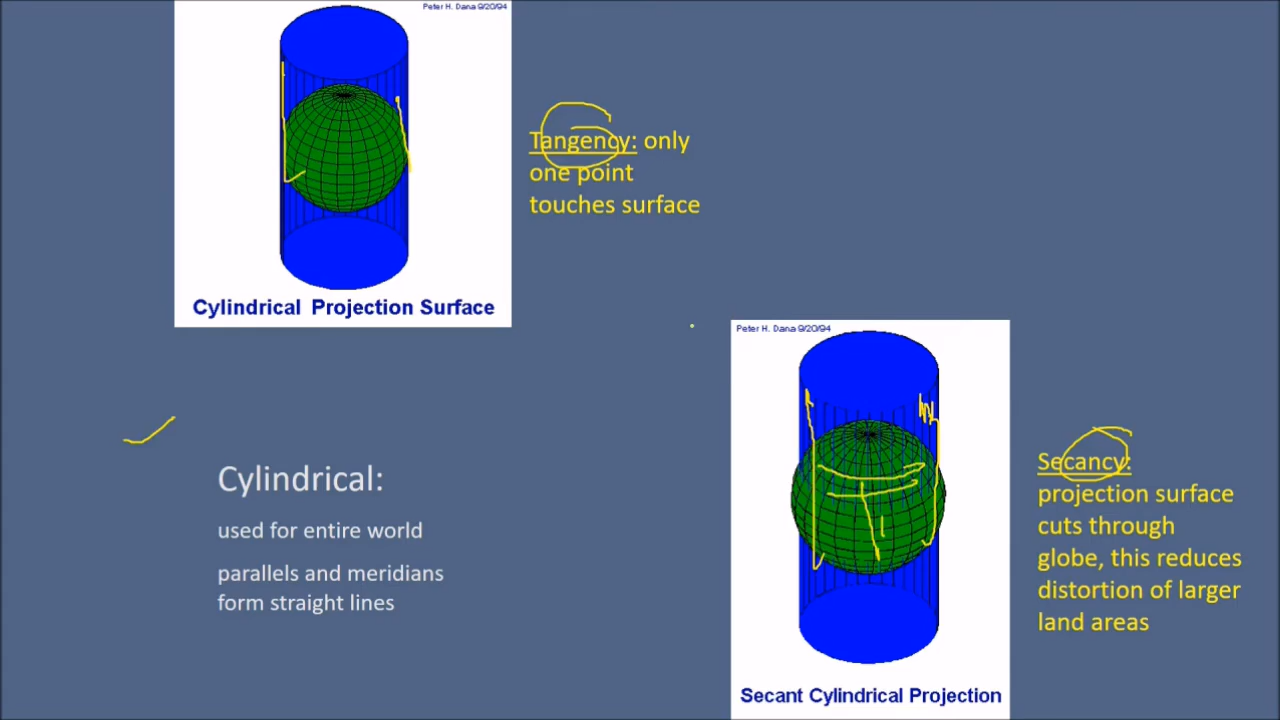 Peter H. Dana 9/20/94
Cylindrical Projection Surface
Tangency: only
one point
touches surface
Cylindrical:
used for entire world
parallels and meridians
form straight lines
Peter H. Dana 9/20/94
Secant Cylindrical Projection
Secancy:
projection surface
cuts through
globe, this reduces
distortion of larger
land areas